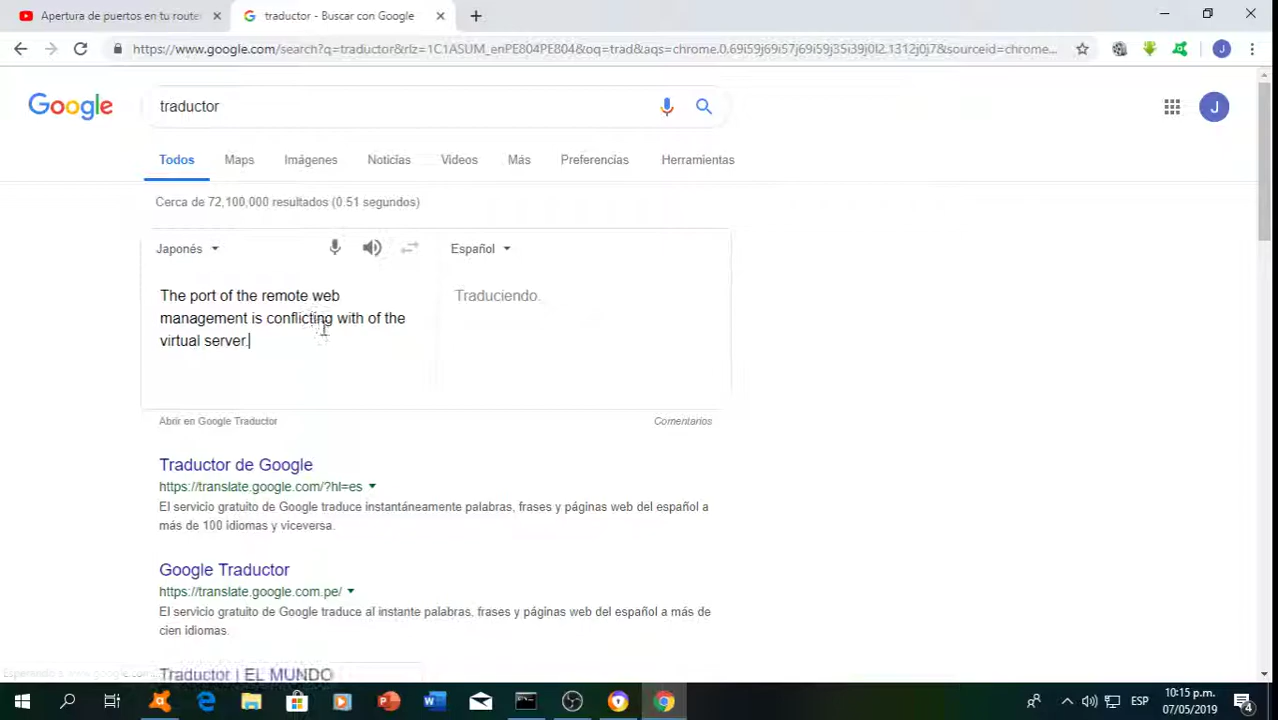 Apertura de puertos en tu route
traductor - Buscar con Google
https://www.google.com/search?q=traductor&rlz=1C1ASUM_enPE804PE804&oq=trad&aqs=chrome.0.69i59j69i57j69i59j35i39j0l2.1312j0j7&sourceid=chrome...
J
Google
traductor
J
Todos Maps Imágenes Noticias Videos Más Preferencias Herramientas
Cerca de 72,100,000 resultados (0.51 segundos)
Japonés Español
The port of the remote web
management is conflicting with of the
virtual server.
Traduciendo.
Abrir en Google Traductor Comentarios
Traductor de Google
https://translate.google.com/?hl=es
El servicio gratuito de Google traduce instantáneamente palabras, frases y páginas web del español a
más de 100 idiomas y viceversa.
Google Traductor
https://translate.google.com.pe/
El servicio gratuito de Google traduce al instante palabras, frases y páginas web del español a más de
cien idiomas.
Esperando a www.google.com
Traductor | EL MUNDO
ESP
10:15 p.m.
07/05/2019
4